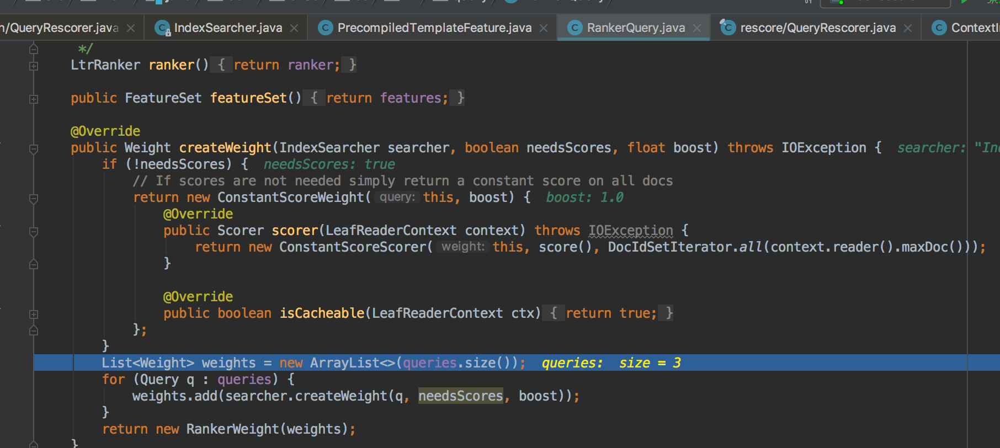 h/QueryRescorer.java × IndexSearcher.java × PrecompiledTemplateFeature.java × RankerQuery.java × rescore/QueryRescorer.java × ContextIn
*/
LtrRanker ranker() { return ranker; }
public FeatureSet featureSet() { return features; }
@Override
public Weight createWeight(IndexSearcher searcher, boolean needsScores, float boost) throws IOException { searcher: "Ind
if (!needsScores) { needsScores: true
// If scores are not needed simply return a constant score on all docs
return new ConstantScoreWeight( query: this, boost) { boost: 1.0
@Override
public Scorer scorer(LeafReaderContext context) throws IOException {
return new ConstantScoreScorer( weight: this, score(), DocIdSetIterator.all(context.reader().maxDoc()));
}
@Override
public boolean isCacheable(LeafReaderContext ctx) { return true; }
};
}
List<Weight> weights = new ArrayList<>(queries.size()); queries: size = 3
for (Query q : queries) {
weights.add(searcher.createWeight(q, needsScores, boost));
}
return new RankerWeight(weights);
}